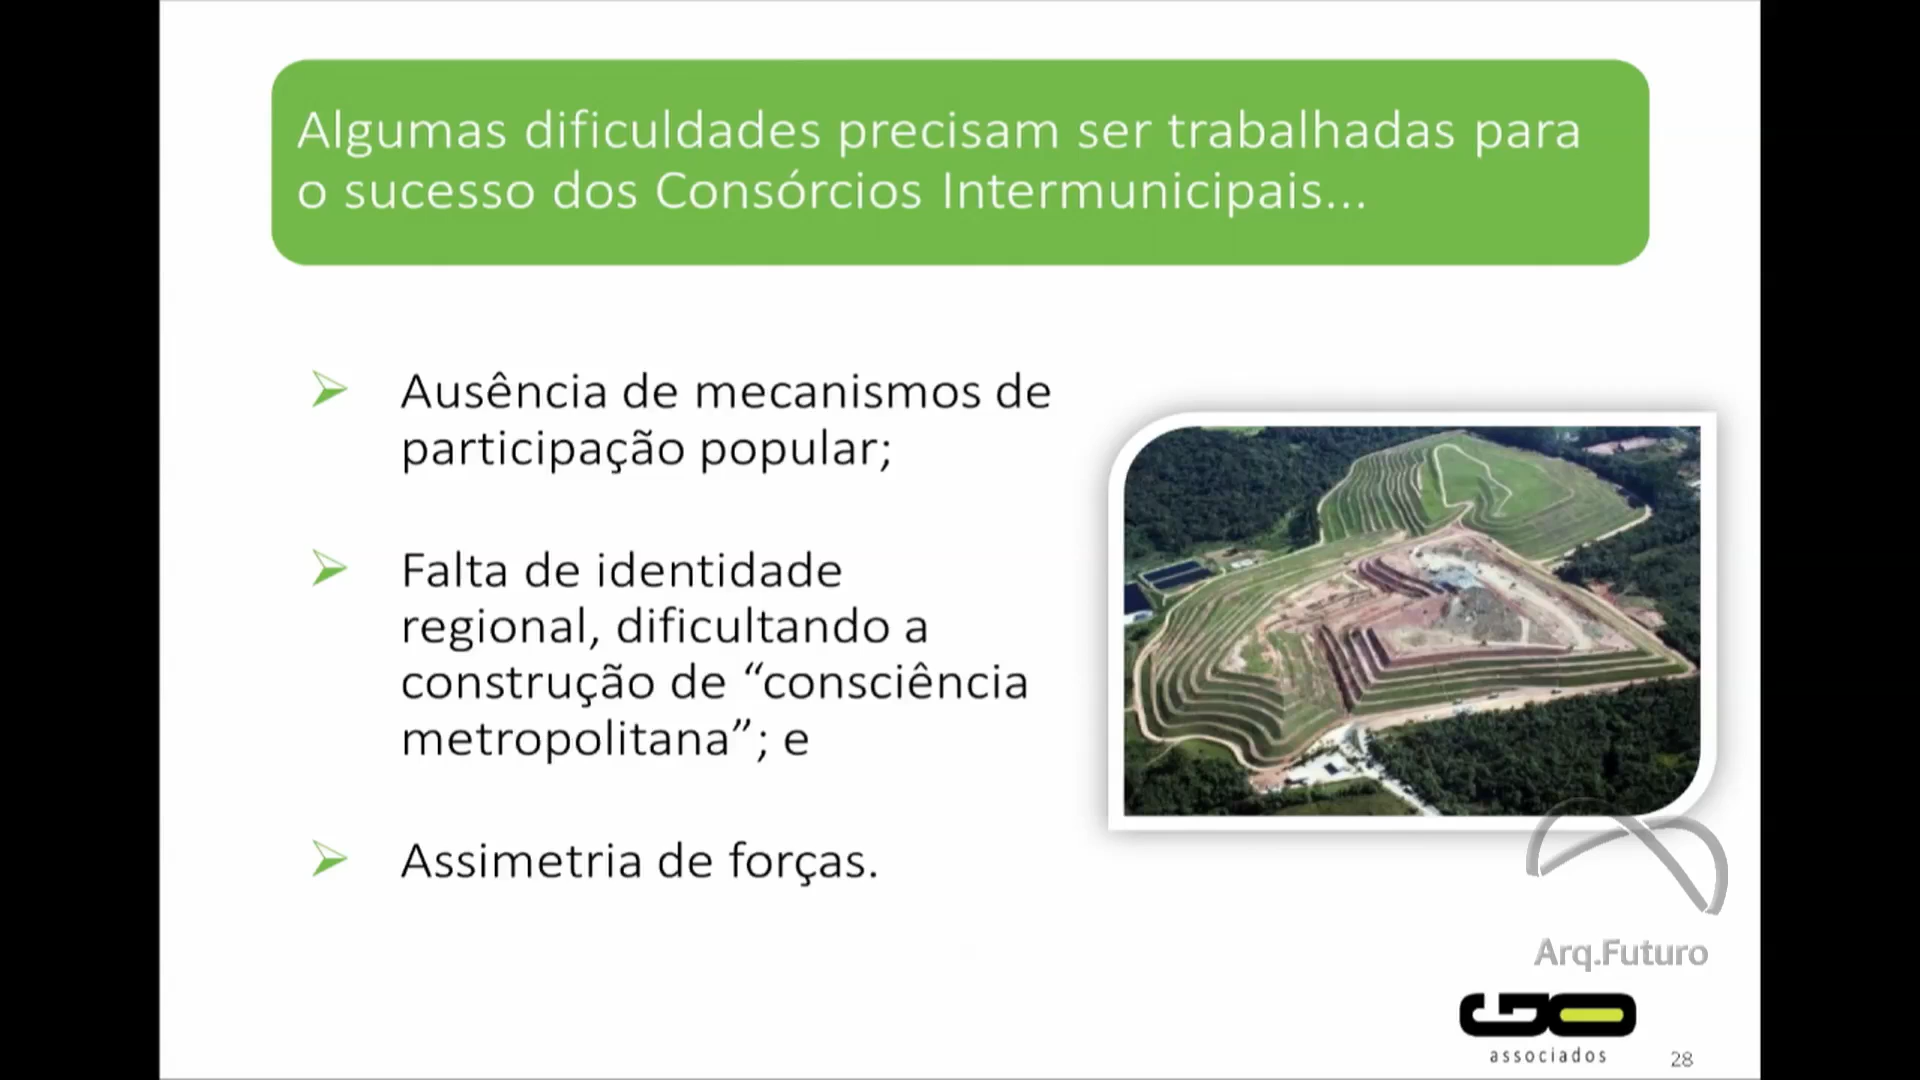 Algumas dificuldades precisam ser trabalhadas para
o sucesso dos Consórcios Intermunicipais...
Ausência de mecanismos de
participação popular;
Falta de identidade
regional, dificultando a
construção de “consciência
metropolitana”; e
Assimetria de forças.
Arq.Futuro
GO
associados
28